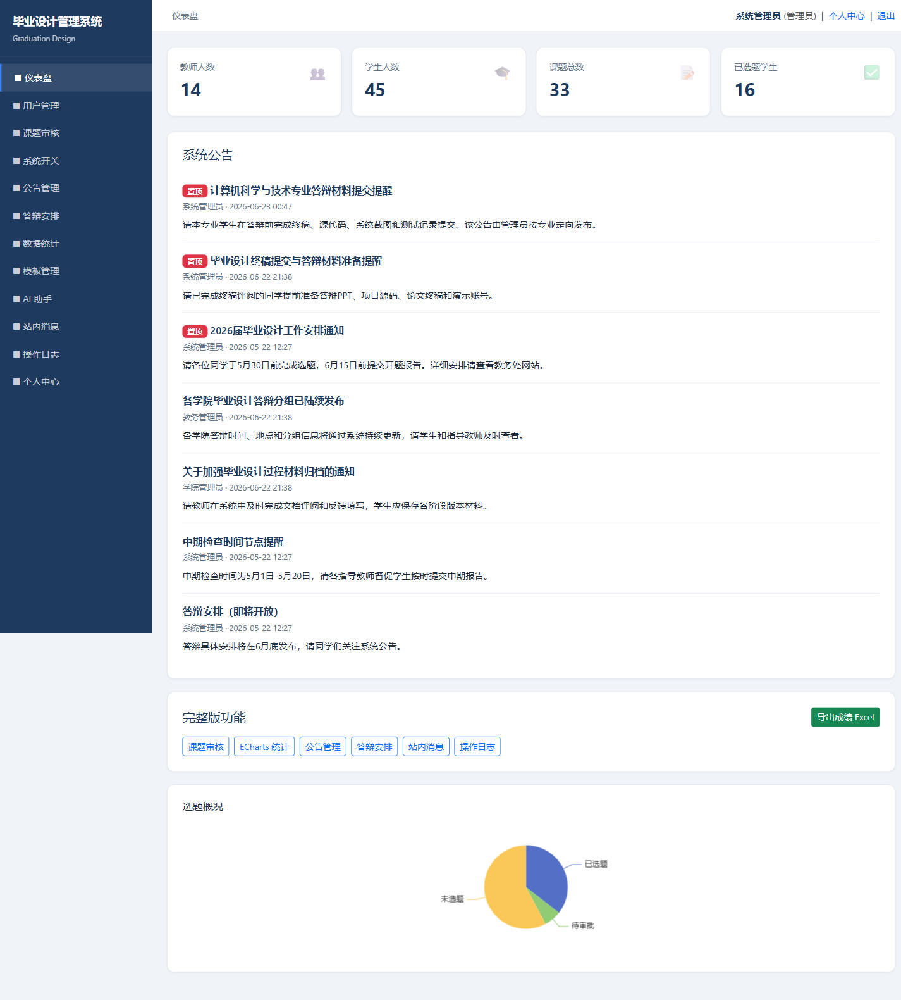 毕业设计管理系统
Graduation Design
仪表盘
用户管理
课题审核
系统开关
公告管理
答辩安排
数据统计
模板管理
AI 助手
站内消息
操作日志
个人中心
仪表盘
系统管理员 (管理员) | 个人中心 | 退出
教师人数
14
学生人数
45
课题总数
33
已选题学生
16
系统公告
置顶 计算机科学与技术专业答辩材料提交提醒
系统管理员 · 2026-06-23 00:47
请本专业学生在答辩前完成终稿、源代码、系统截图和测试记录提交。该公告由管理员按专业定向发布。
置顶 毕业设计终稿提交与答辩材料准备提醒
系统管理员 · 2026-06-22 21:38
请已完成终稿评阅的同学提前准备答辩PPT、项目源码、论文终稿和演示账号。
置顶 2026届毕业设计工作安排通知
系统管理员 · 2026-05-22 12:27
请各位同学于5月30日前完成选题，6月15日前提交开题报告。详细安排请查看教务处网站。
各学院毕业设计答辩分组已陆续发布
教务管理员 · 2026-06-22 21:38
各学院答辩时间、地点和分组信息将通过系统持续更新，请学生和指导教师及时查看。
关于加强毕业设计过程材料归档的通知
学院管理员 · 2026-06-22 21:38
请教师在系统中及时完成文档评阅和反馈填写，学生应保存各阶段版本材料。
中期检查时间节点提醒
系统管理员 · 2026-05-22 12:27
中期检查时间为5月1日-5月20日，请各指导教师督促学生按时提交中期报告。
答辩安排（即将开放）
系统管理员 · 2026-05-22 12:27
答辩具体安排将在6月底发布，请同学们关注系统公告。
完整版功能
导出成绩 Excel
课题审核
ECharts 统计
公告管理
答辩安排
站内消息
操作日志
选题概况
已选题
未选题
待审批